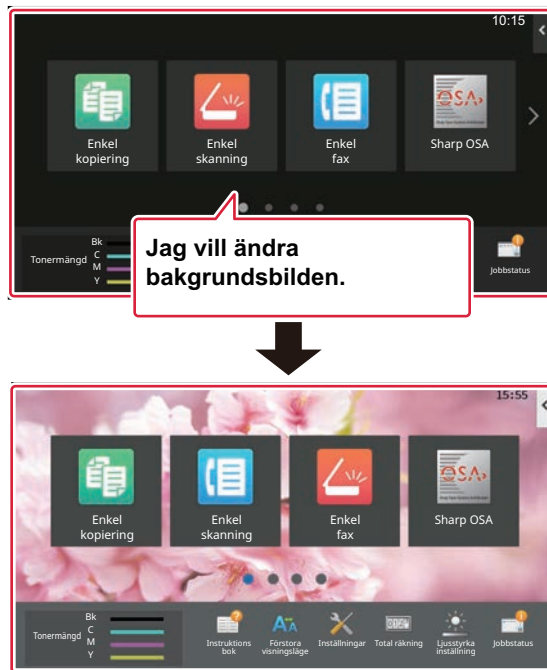 10:15
Enkel
kopiering
Enkel
skanning
Enkel
fax
Sharp OSA
Jag vill ändra
bakgrundsbilden.
Tonermängd
Bk
C
M
Y
Jobbstatus
15:55
Enkel
kopiering
Enkel
skanning
Enkel
fax
Sharp OSA
Tonermängd
Bk
C
M
Y
Instruktions
bok
Förstora
visningsläge
Inställningar
Total räkning
Ljusstyrka
inställning
Jobbstatus